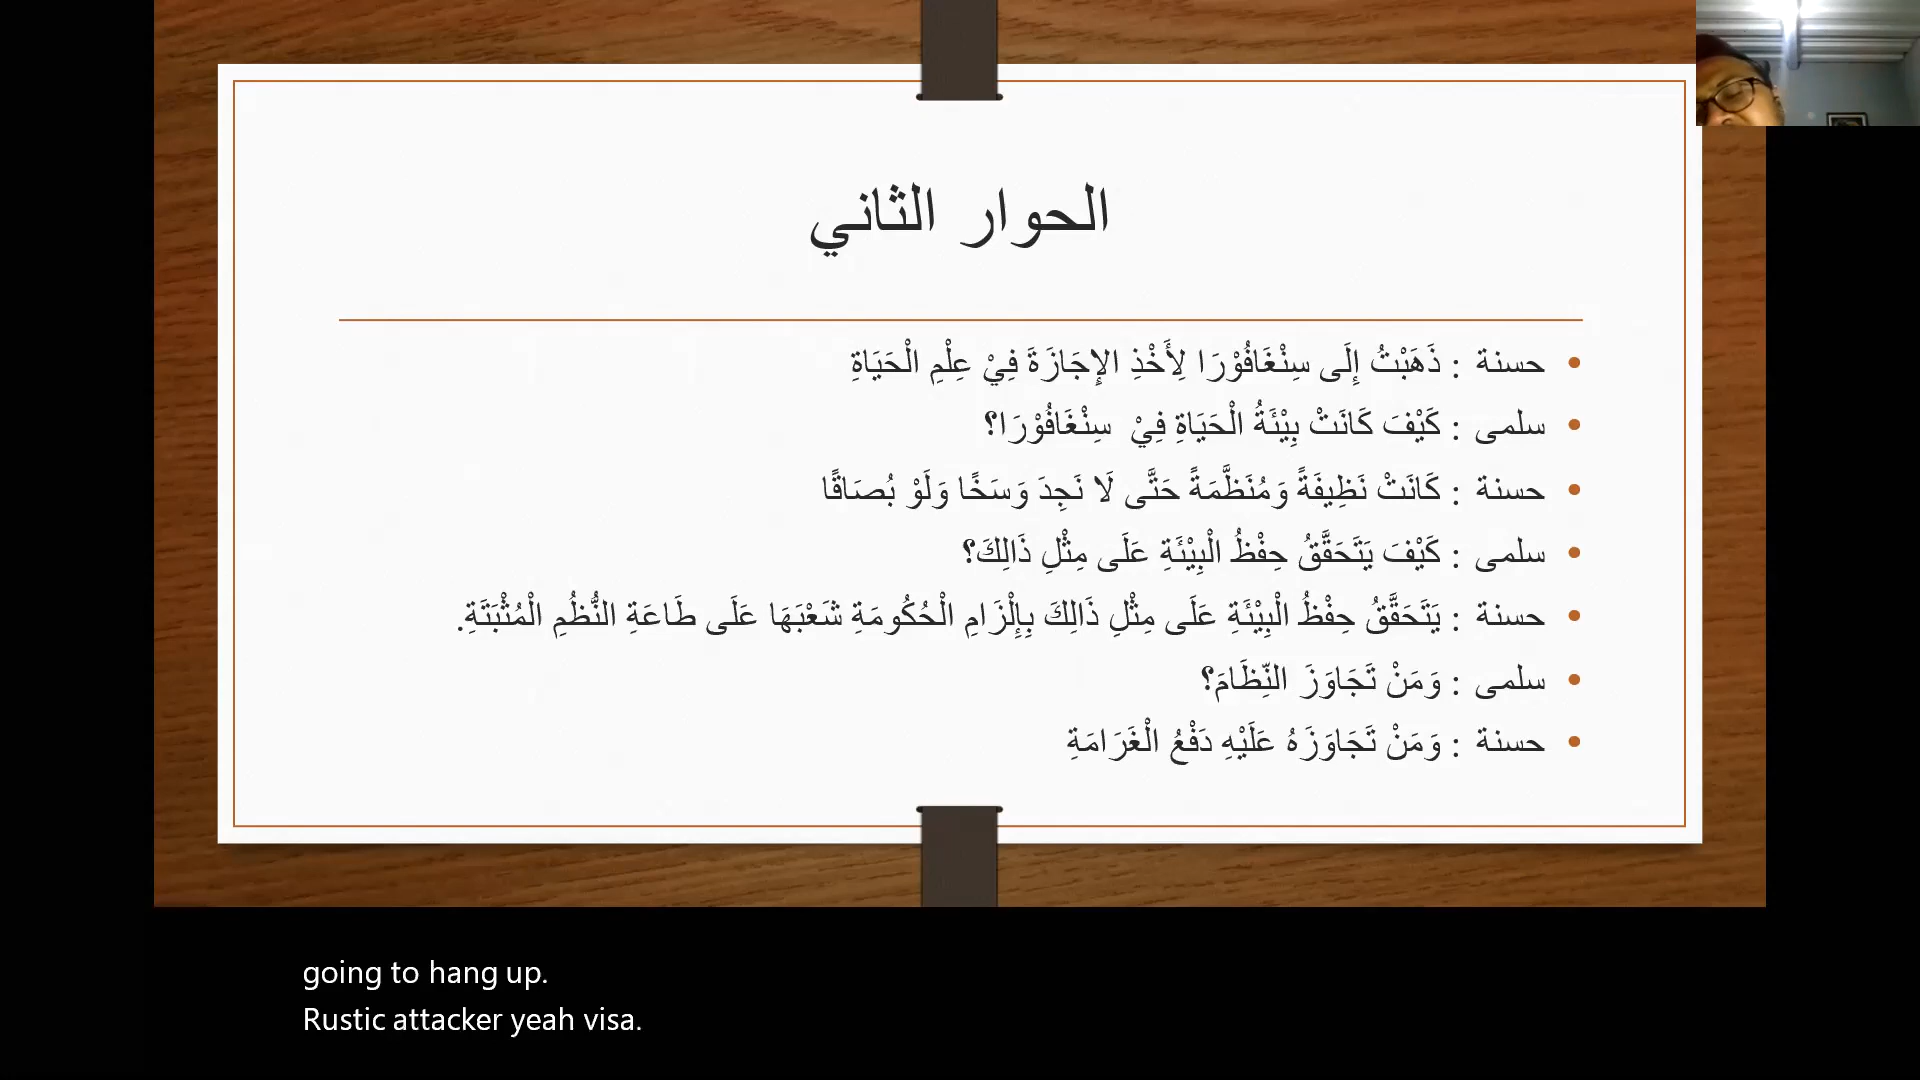 الحوار الثاني
• حسنة : ذَهَبْتُ إِلَى سِنْغَافُوْرَا لِأَخْذِ الإِجَازَةَ فِيْ عِلْمِ الْحَيَاةِ
• سلمى : كَيْفَ كَانَتْ بِيْئَةُ الْحَيَاةِ فِيْ سِنْغَافُوْرَا؟
• حسنة : كَانَتْ نَظِيفَةً وَمُنَظَّمَةً حَتَّى لَا نَجِدَ وَسَخًا وَلَوْ بُصَاقًا
• سلمى : كَيْفَ يَتَحَقَّقُ حِفْظُ الْبِيْئَةِ عَلَى مِثْلِ ذَالِكَ؟
• حسنة : يَتَحَقَّقُ حِفْظُ الْبِيْئَةِ عَلَى مِثْلِ ذَالِكَ بِإِلْزَامِ الْحُكُومَةِ شَعْبَهَا عَلَى طَاعَةِ النُّظُمِ الْمُثْبَتَةِ.
• سلمى : وَمَنْ تَجَاوَزَ النِّظَامَ؟
• حسنة : وَمَنْ تَجَاوَزَهُ عَلَيْهِ دَفْعُ الْغَرَامَةِ
going to hang up.
Rustic attacker yeah visa.